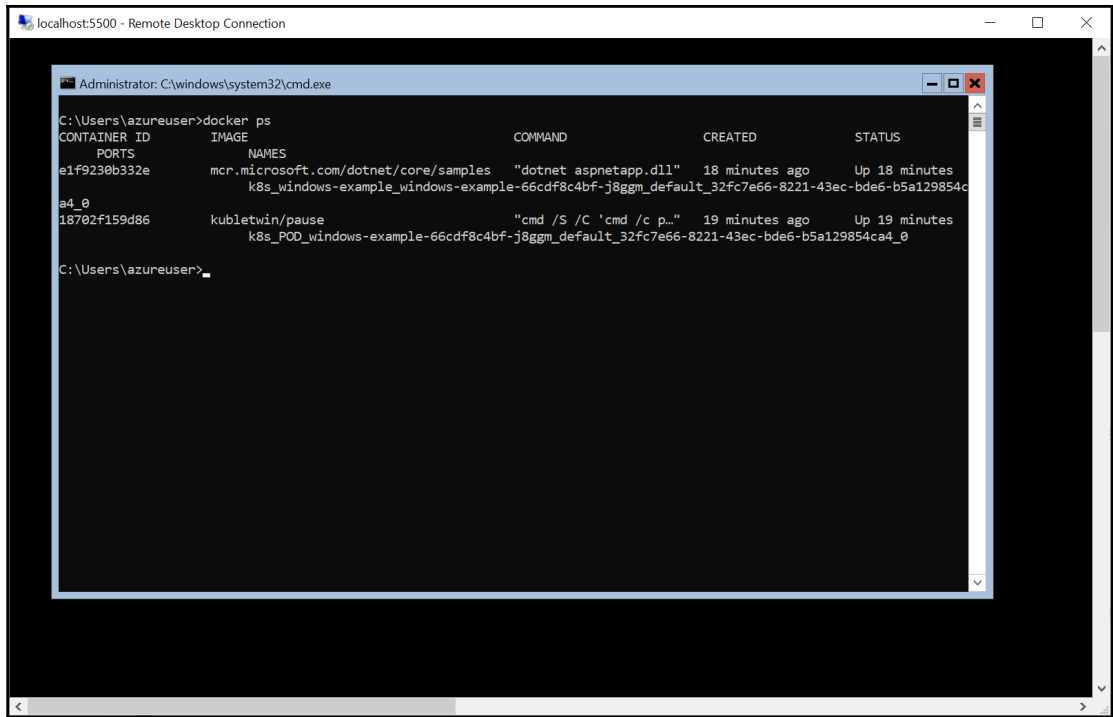 localhost:5500 - Remote Desktop Connection
Administrator: C:\windows\system32\cmd.exe
C:\Users\azureuser>docker ps
CONTAINER ID        IMAGE                                  COMMAND                  CREATED             STATUS
     PORTS               NAMES
e1f9230b332e        mcr.microsoft.com/dotnet/core/samples   "dotnet aspnetapp.dll"   18 minutes ago      Up 18 minutes
                         k8s_windows-example_windows-example-66cdf8c4bf-j8ggm_default_32fc7e66-8221-43ec-bde6-b5a129854c
a4_0
18702f159d86        kubletwin/pause                         "cmd /S /C 'cmd /c p…"   19 minutes ago      Up 19 minutes
                         k8s_POD_windows-example-66cdf8c4bf-j8ggm_default_32fc7e66-8221-43ec-bde6-b5a129854ca4_0
C:\Users\azureuser>